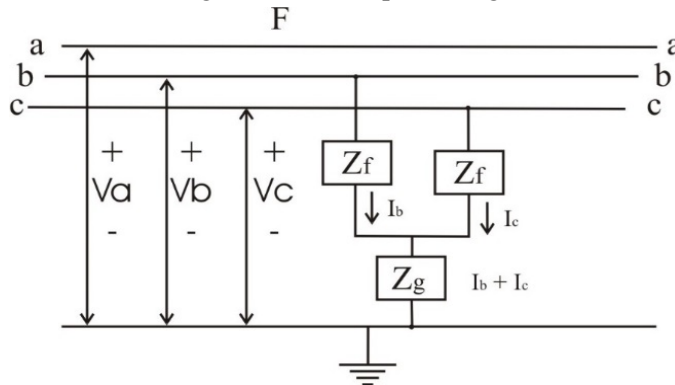 F
a a
b b
c c
+ + + Zf Zf
Va Vb Vc
- - - Ib Ic
Zg Ib + Ic